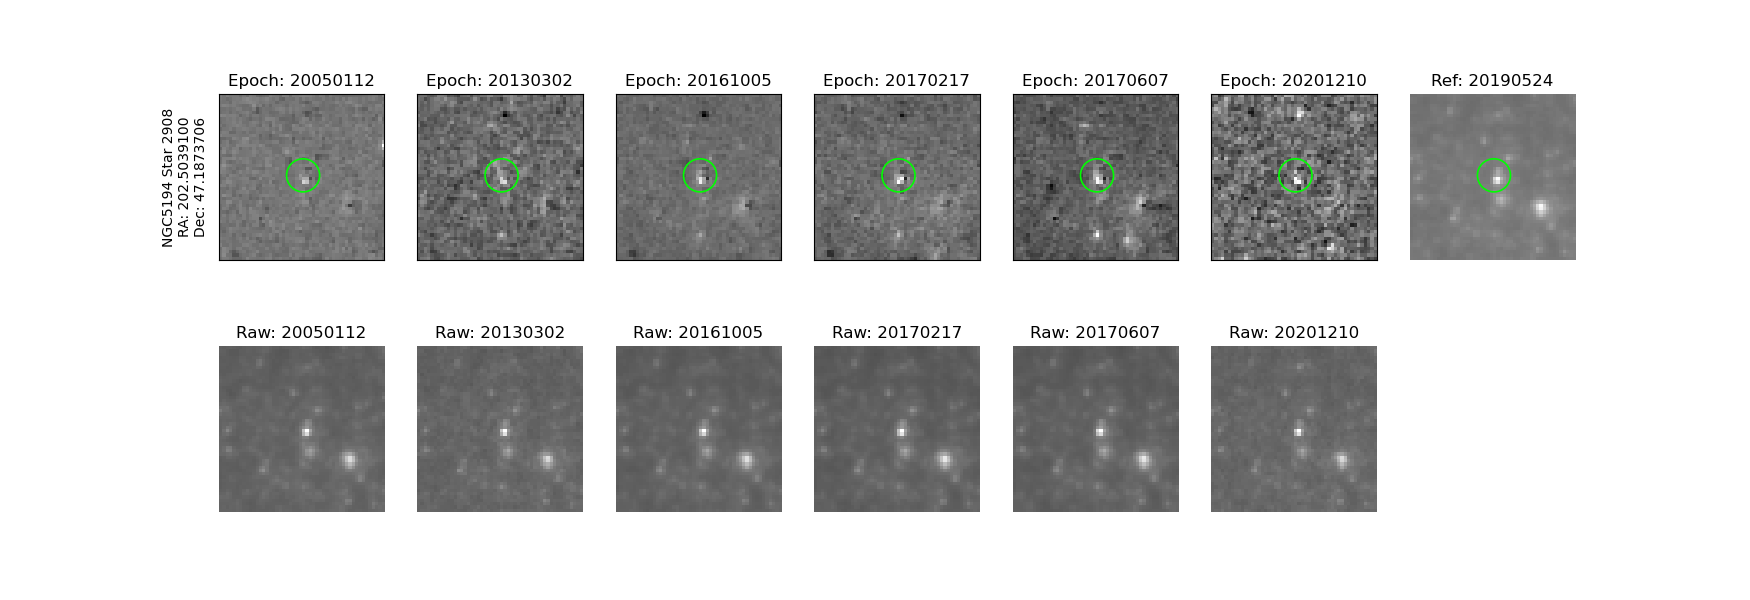 Epoch: 20050112
Epoch: 20130302
Epoch: 20161005
Epoch: 20170217
Epoch: 20170607
Epoch: 20201210
Ref: 20190524
NGC5194 Star 2908
RA: 202.5039100
Dec: 47.1873706
Raw: 20050112
Raw: 20130302
Raw: 20161005
Raw: 20170217
Raw: 20170607
Raw: 20201210